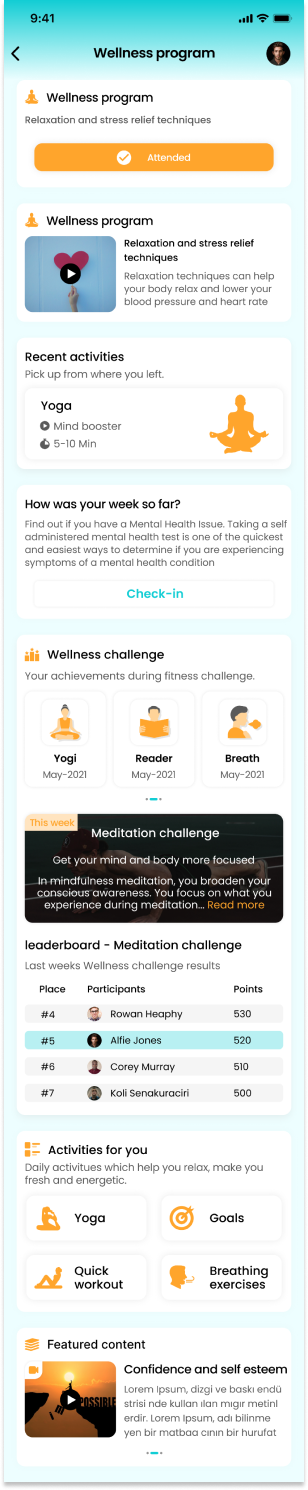 9:41
Wellness program
Wellness program
Relaxation and stress relief techniques
Attended
Wellness program
Relaxation and stress relief
techniques
Relaxation techniques can help
your body relax and lower your
blood pressure and heart rate
Recent activities
Pick up from where you left.
Yoga
Mind booster
5-10 Min
How was your week so far?
Find out if you have a Mental Health Issue. Taking a self
administered mental health test is one of the quickest
and easiest ways to determine if you are experiencing
symptoms of a mental health condition
Check-in
Wellness challenge
Your achievements during fitness challenge.
Yogi
May-2021
Reader
May-2021
Breath
May-2021
This week
Meditation challenge
Get your mind and body more focused
In mindfulness meditation, you broaden your
conscious awareness. You focus on what you
experience during meditation... Read more
leaderboard - Meditation challenge
Last weeks Wellness challenge results
Place Participants Points
#4 Rowan Heaphy 530
#5 Alfie Jones 520
#6 Corey Murray 510
#7 Koli Senakuraciri 500
Activities for you
Daily activitues which help you relax, make you
fresh and energetic.
Yoga
Goals
Quick
workout
Breathing
exercises
Featured content
POSSIBLE
Confidence and self esteem
Lorem Ipsum, dizgi ve baskı endü
strisi nde kullan ılan mıgır metinl
erdir. Lorem Ipsum, adı bilinme
yen bir matbaa cının bir hurufat